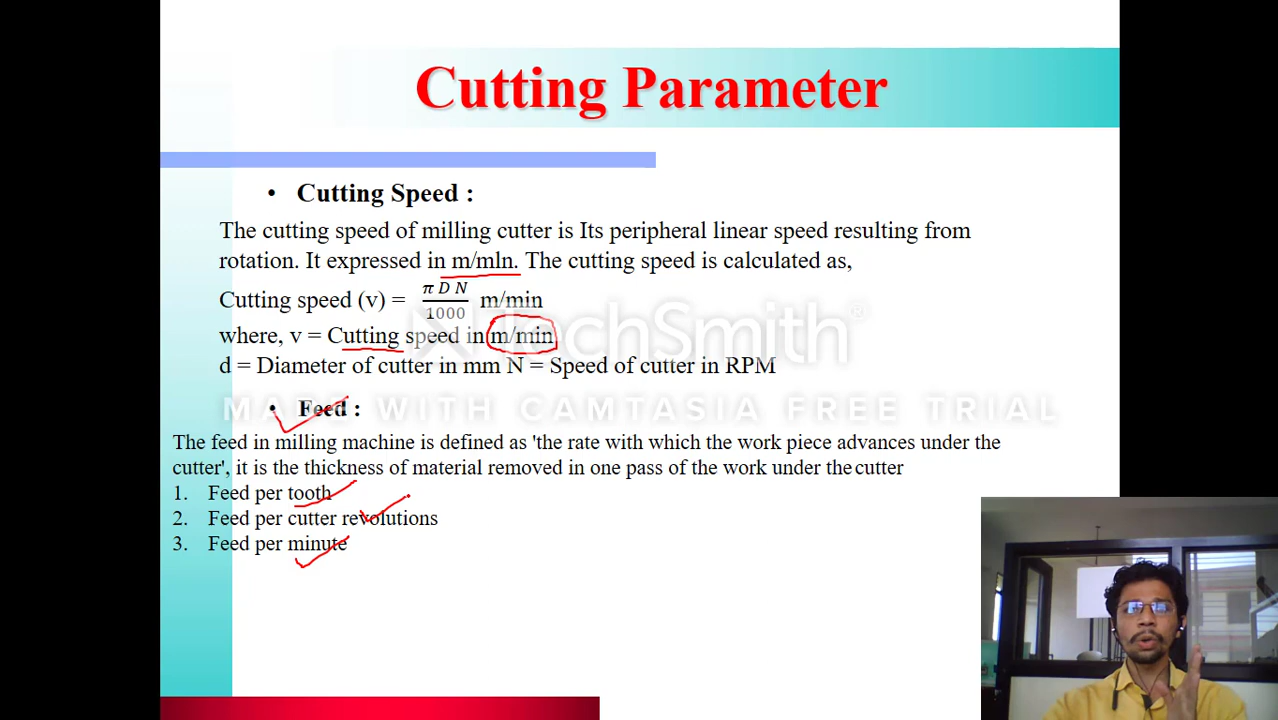 Cutting Parameter
• Cutting Speed :
The cutting speed of milling cutter is Its peripheral linear speed resulting from
rotation. It expressed in m/mln. The cutting speed is calculated as,
Cutting speed (v) = π D N / 1000 m/min
where, v = Cutting speed in m/min
d = Diameter of cutter in mm N = Speed of cutter in RPM
TechSmith®
MADE WITH CAMTASIA FREE TRIAL
• Feed :
The feed in milling machine is defined as 'the rate with which the work piece advances under the
cutter', it is the thickness of material removed in one pass of the work under the cutter
1. Feed per tooth
2. Feed per cutter revolutions
3. Feed per minute